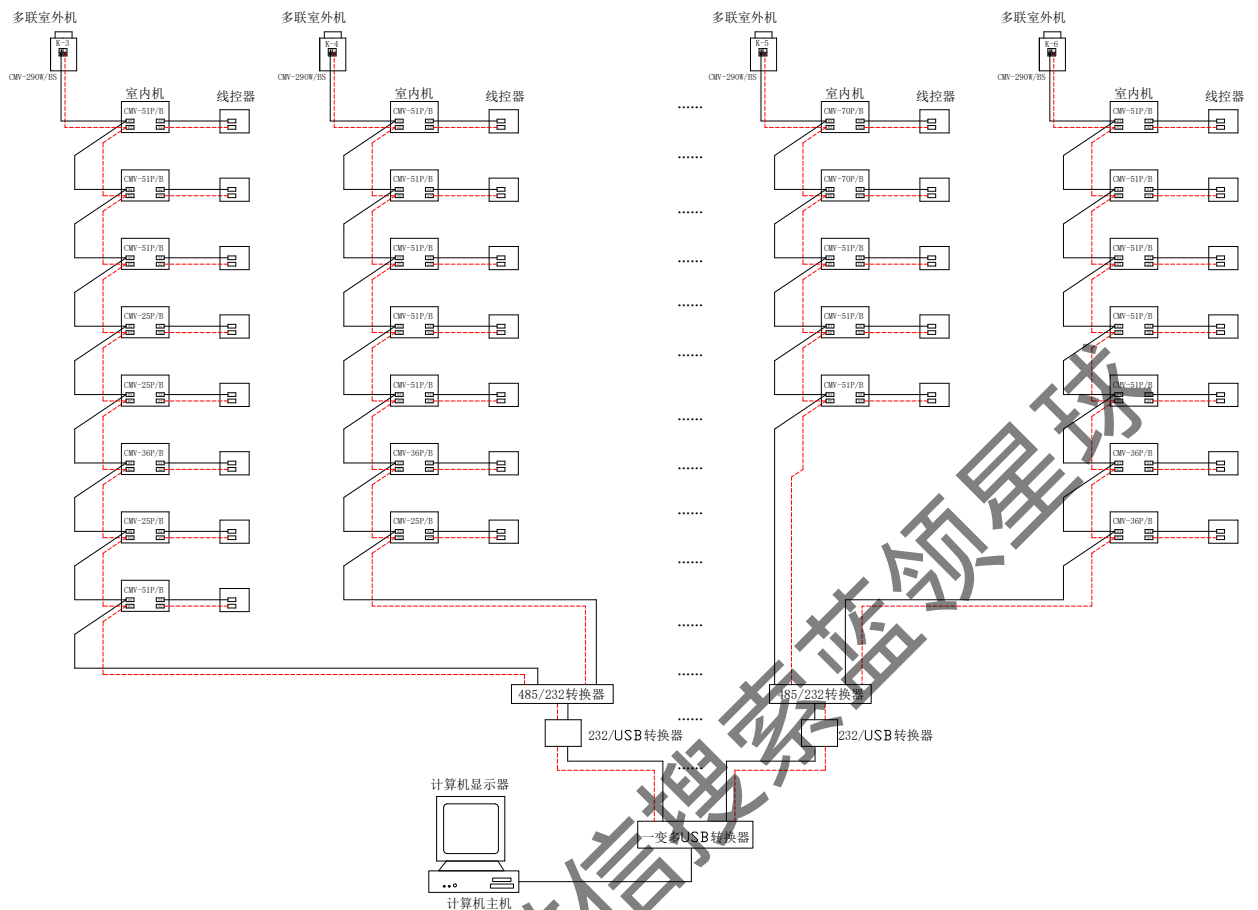 多联室外机 多联室外机 多联室外机 多联室外机
K-3 K-4 K-5 K-6
CMV-290W/BS CMV-290W/BS CMV-290W/BS CMV-290W/BS
室内机 线控器 室内机 线控器 室内机 线控器 室内机 线控器
CMV-51P/B CMV-51P/B ...... CMV-70P/B CMV-51P/B
......
CMV-51P/B CMV-51P/B CMV-70P/B CMV-51P/B
......
CMV-51P/B CMV-51P/B CMV-51P/B CMV-51P/B
......
......
CMV-25P/B CMV-51P/B CMV-51P/B CMV-51P/B
......
CMV-25P/B CMV-51P/B CMV-51P/B CMV-51P/B
......
CMV-36P/B CMV-36P/B CMV-36P/B
......
......
CMV-25P/B CMV-25P/B CMV-36P/B
......
CMV-51P/B
......
......
485/232转换器 485/232转换器
......
232/USB转换器 232/USB转换器
......
计算机显示器
一变多USB转换器
计算机主机
信搜索蓝领星球